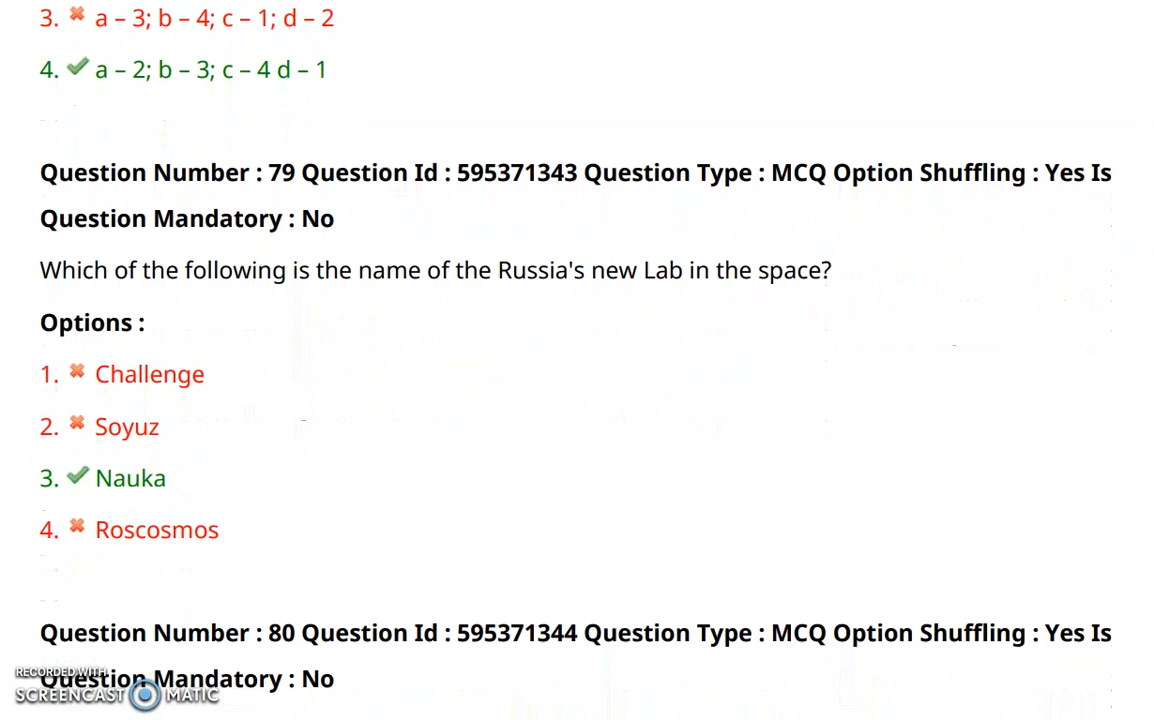 3. a – 3; b – 4; c – 1; d – 2
4. a – 2; b – 3; c – 4 d – 1
Question Number : 79 Question Id : 595371343 Question Type : MCQ Option Shuffling : Yes Is
Question Mandatory : No
Which of the following is the name of the Russia's new Lab in the space?
Options :
1. Challenge
2. Soyuz
3. Nauka
4. Roscosmos
Question Number : 80 Question Id : 595371344 Question Type : MCQ Option Shuffling : Yes Is
Question Mandatory : No
RECORDED WITH
SCREENCAST MATIC